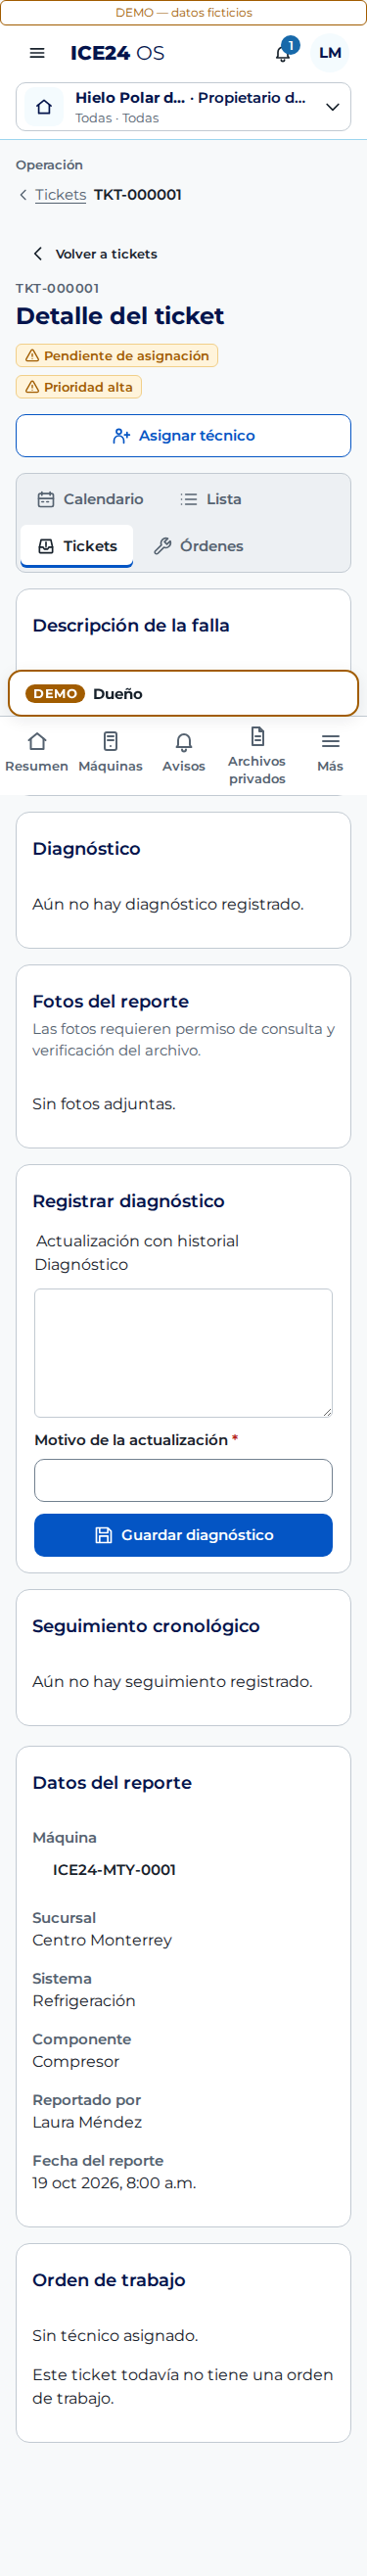 DEMO — datos ficticios
ICE24 OS
1
LM
Hielo Polar d... · Propietario d...
Todas · Todas
Operación
Tickets TKT-000001
Volver a tickets
TKT-000001
Detalle del ticket
Pendiente de asignación
Prioridad alta
Asignar técnico
Calendario
Lista
Tickets
Órdenes
Descripción de la falla
DEMO Dueño
Resumen
Máquinas
Avisos
Archivos privados
Más
Diagnóstico
Aún no hay diagnóstico registrado.
Fotos del reporte
Las fotos requieren permiso de consulta y
verificación del archivo.
Sin fotos adjuntas.
Registrar diagnóstico
Actualización con historial
Diagnóstico
Motivo de la actualización *
Guardar diagnóstico
Seguimiento cronológico
Aún no hay seguimiento registrado.
Datos del reporte
Máquina
ICE24-MTY-0001
Sucursal
Centro Monterrey
Sistema
Refrigeración
Componente
Compresor
Reportado por
Laura Méndez
Fecha del reporte
19 oct 2026, 8:00 a.m.
Orden de trabajo
Sin técnico asignado.
Este ticket todavía no tiene una orden
de trabajo.